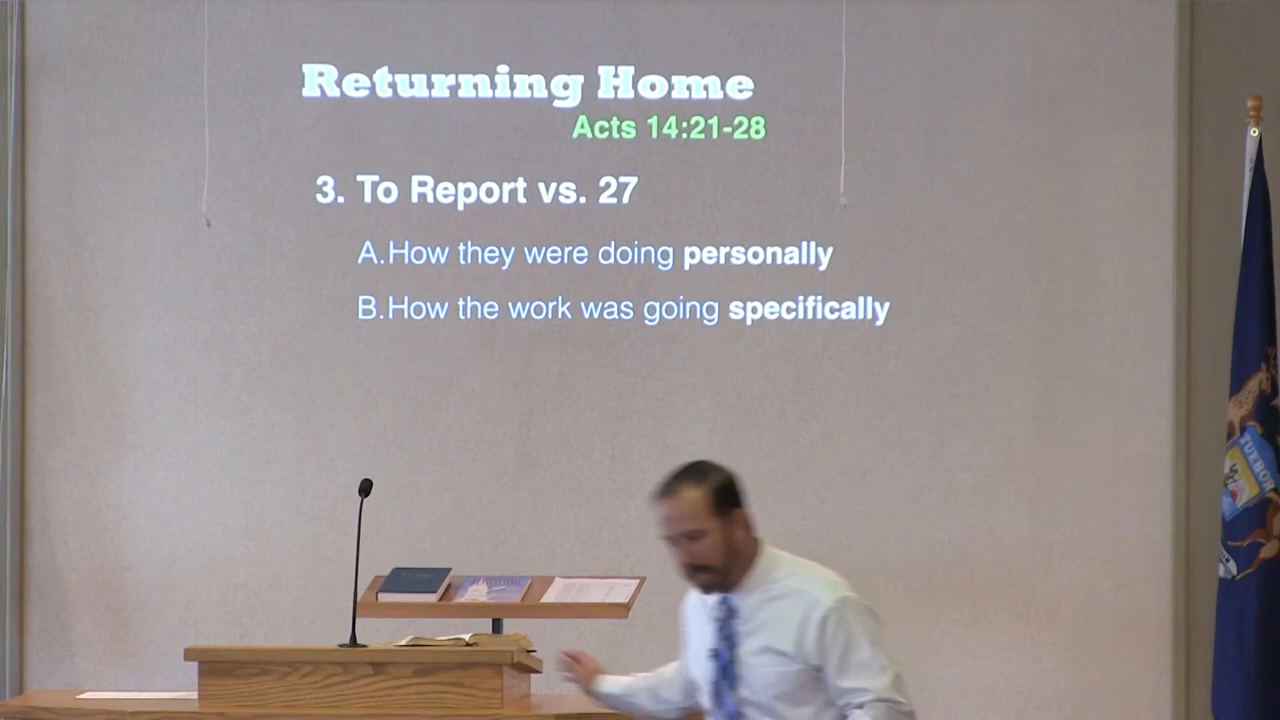 Returning Home
Acts 14:21-28
3. To Report vs. 27
A.How they were doing personally
B.How the work was going specifically
TUEBOR